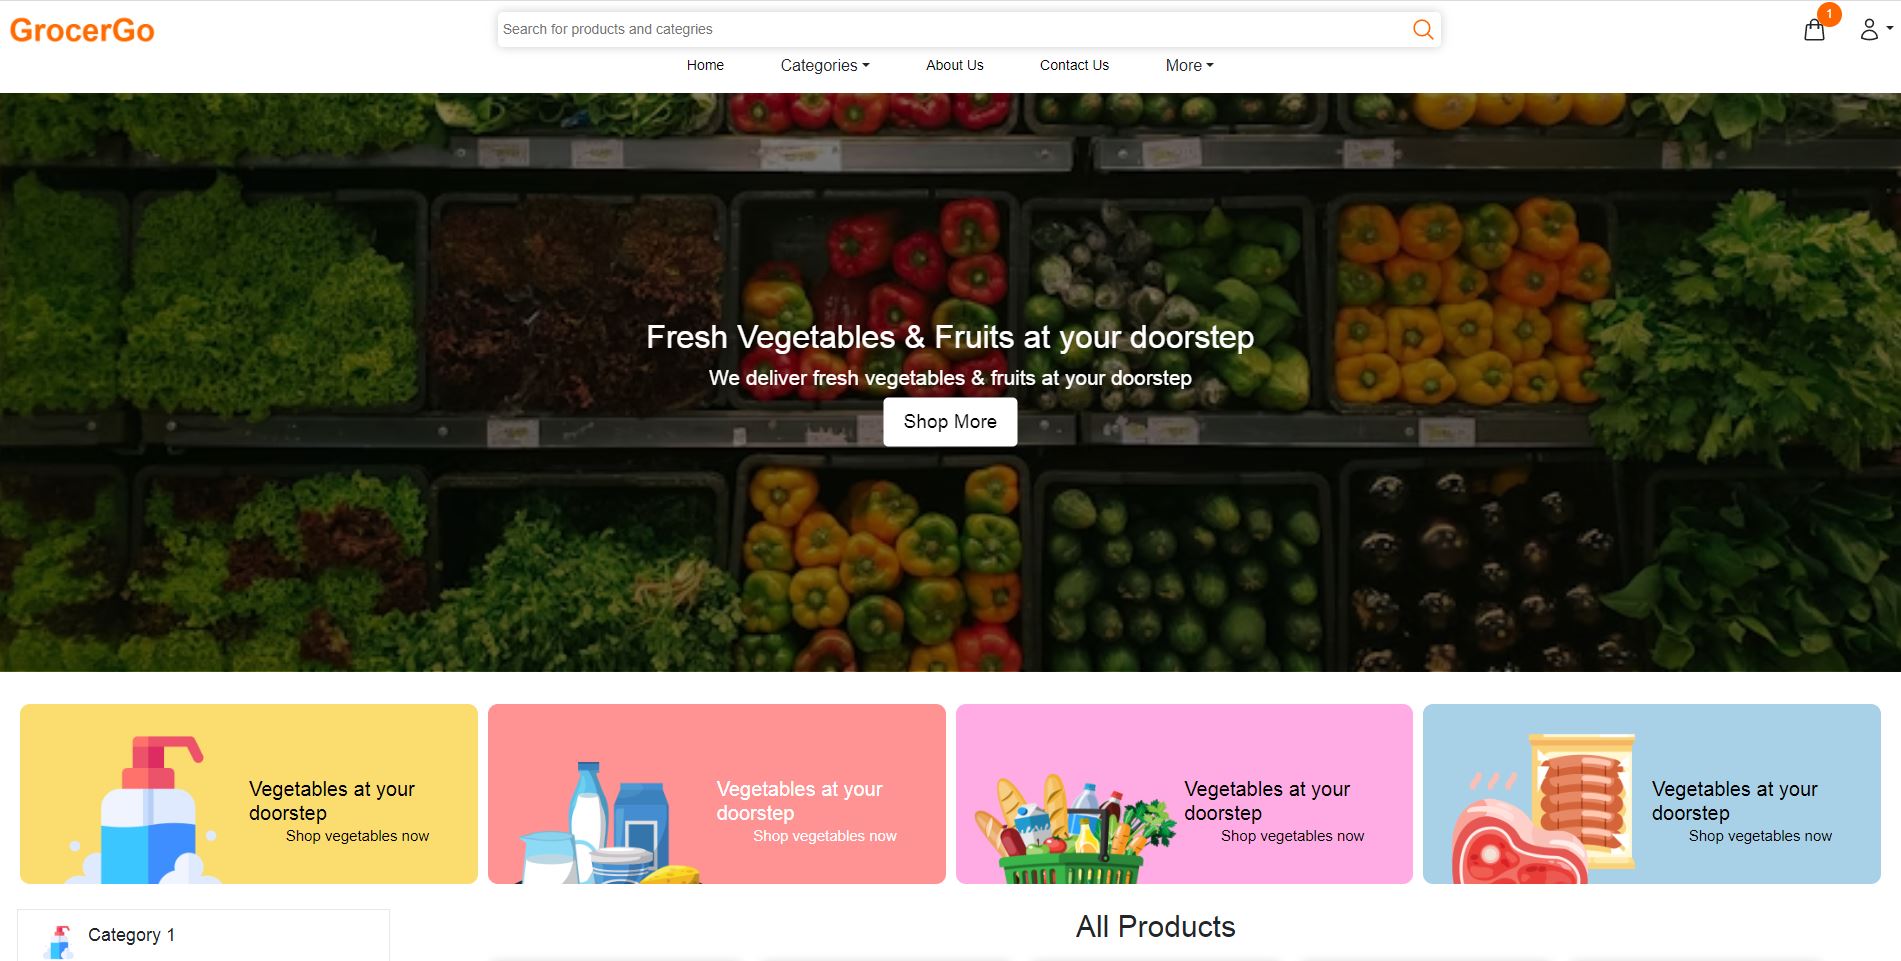 GrocerGo
Search for products and categries
1
Home
Categories
About Us
Contact Us
More
Fresh Vegetables & Fruits at your doorstep
We deliver fresh vegetables & fruits at your doorstep
Shop More
Vegetables at your
doorstep
Shop vegetables now
Vegetables at your
doorstep
Shop vegetables now
Vegetables at your
doorstep
Shop vegetables now
Vegetables at your
doorstep
Shop vegetables now
Category 1
All Products